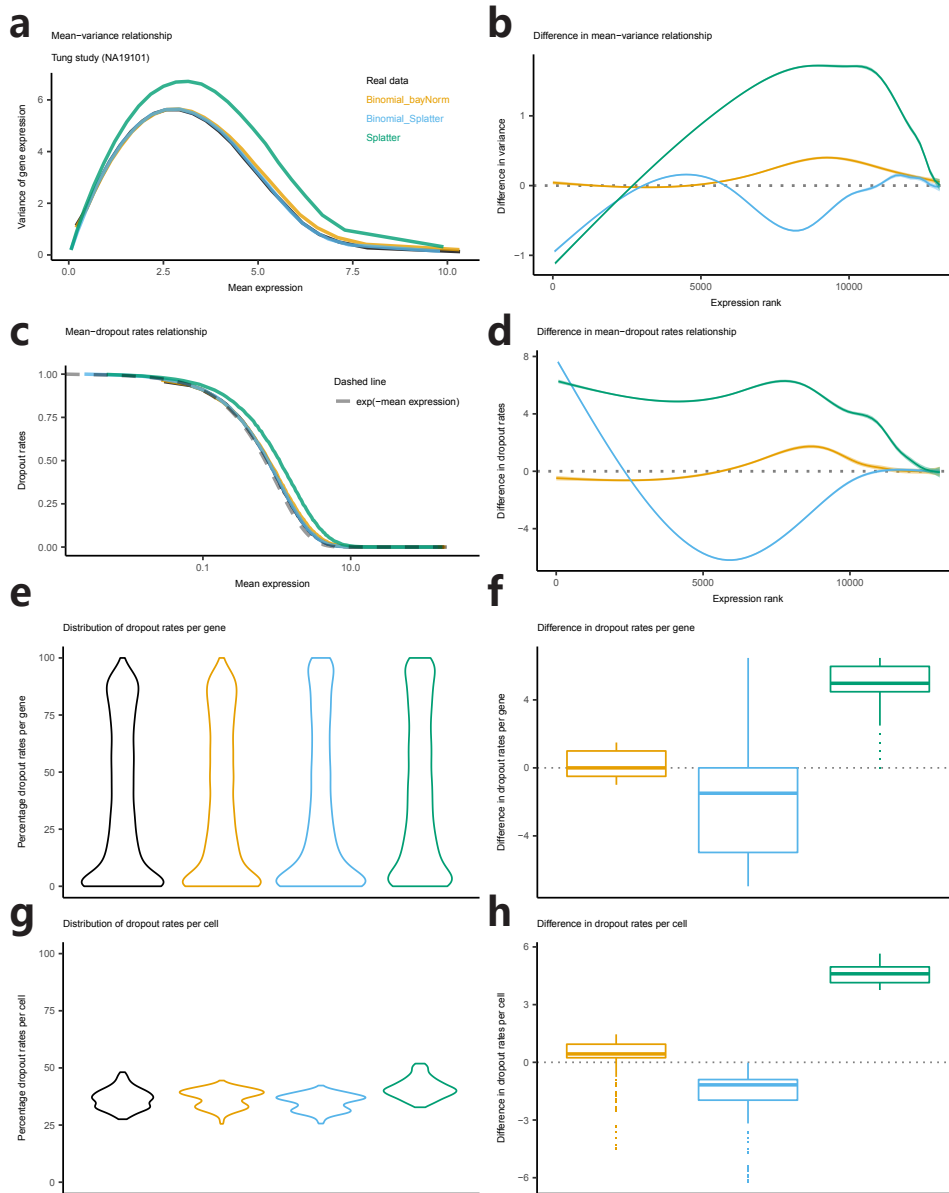 a
Mean−variance relationship
Tung study (NA19101)
Variance of gene expression
6
4
2
0
0.0
2.5
5.0
7.5
10.0
Mean expression
Real data
Binomial_bayNorm
Binomial_Splatter
Splatter
b
Difference in mean−variance relationship
Difference in variance
1
0
−1
0
5000
10000
Expression rank
c
Mean−dropout rates relationship
Dropout rates
1.00
0.75
0.50
0.25
0.00
0.1
10.0
Mean expression
Dashed line
exp(−mean expression)
d
Difference in mean−dropout rates relationship
Difference in dropout rates
8
4
0
−4
0
5000
10000
Expression rank
e
Distribution of dropout rates per gene
Percentage dropout rates per gene
100
75
50
25
0
f
Difference in dropout rates per gene
Difference in dropout rates per gene
4
0
−4
g
Distribution of dropout rates per cell
Percentage dropout rates per cell
100
75
50
25
0
h
Difference in dropout rates per cell
Difference in dropout rates per cell
6
3
0
−3
−6